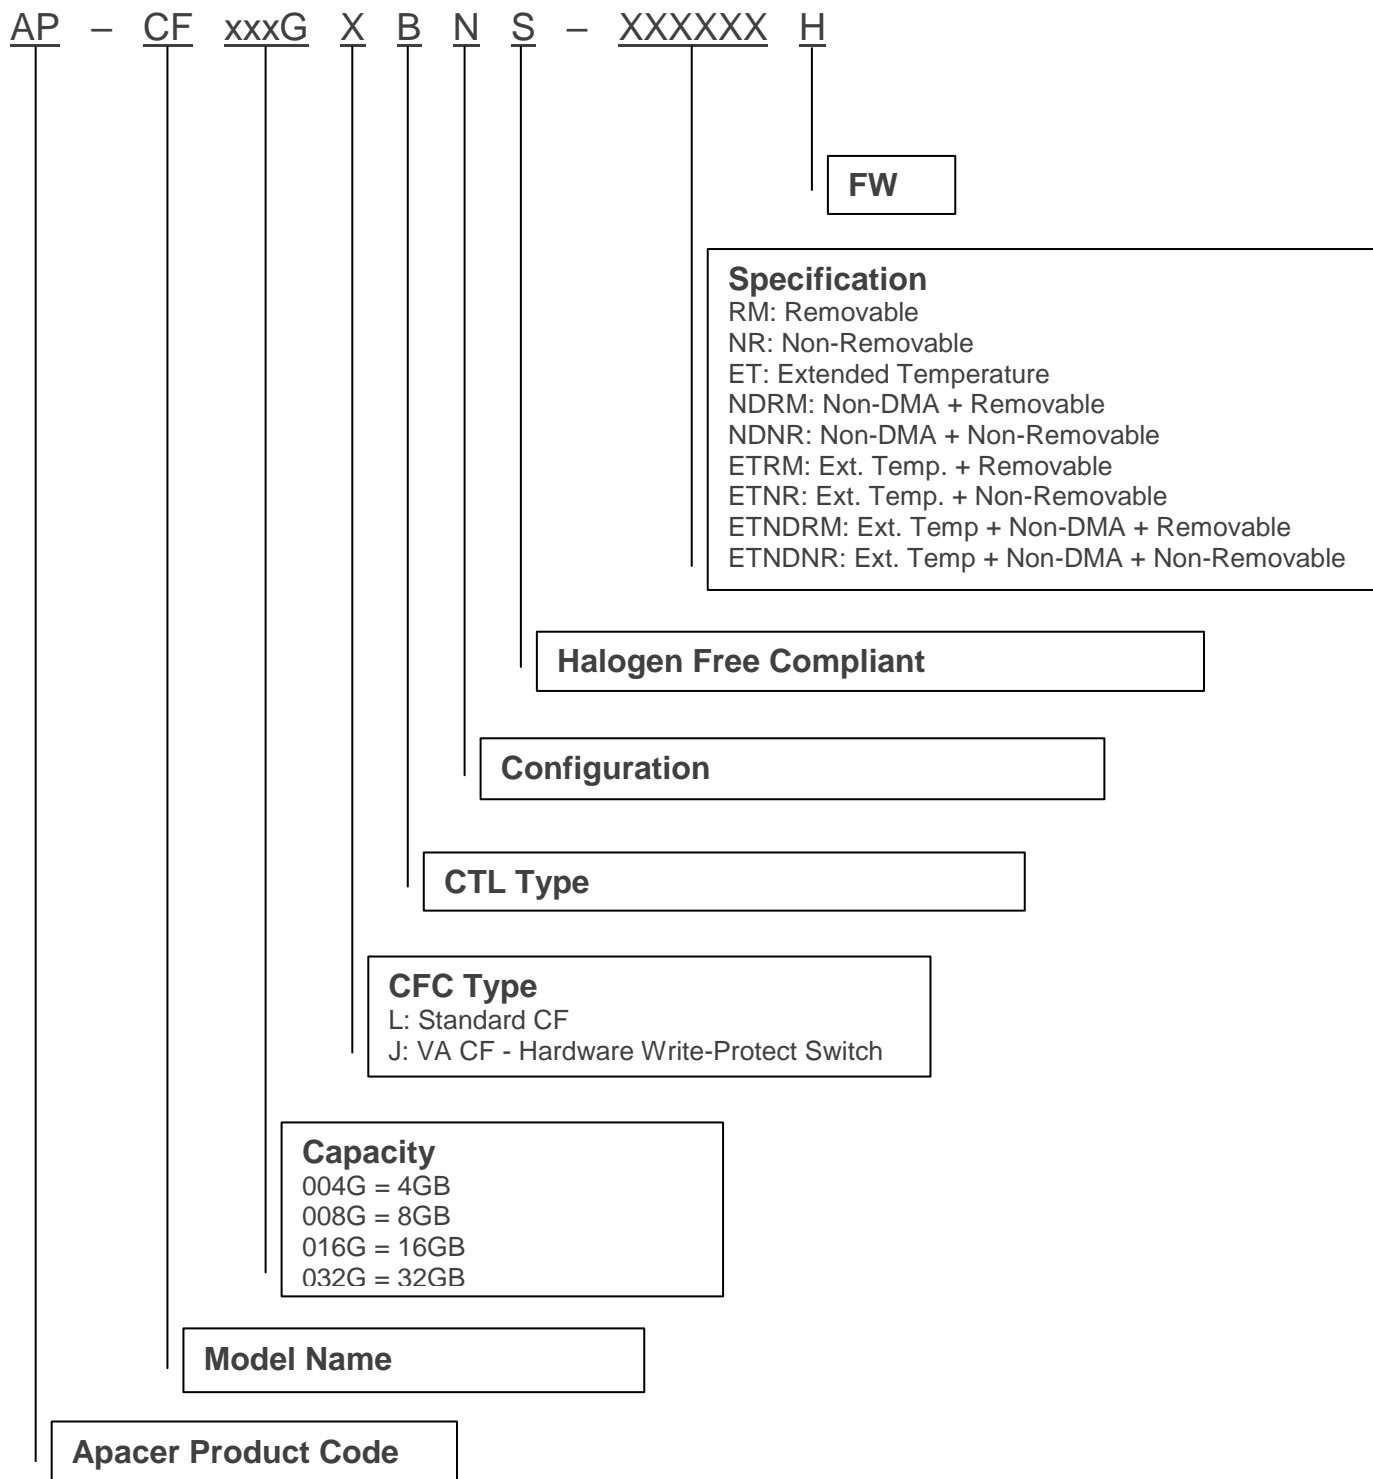 AP – CF xxxG X B N S – XXXXXX H
FW
Specification
RM: Removable
NR: Non-Removable
ET: Extended Temperature
NDRM: Non-DMA + Removable
NDNR: Non-DMA + Non-Removable
ETRM: Ext. Temp. + Removable
ETNR: Ext. Temp. + Non-Removable
ETNDRM: Ext. Temp + Non-DMA + Removable
ETNDNR: Ext. Temp + Non-DMA + Non-Removable
Halogen Free Compliant
Configuration
CTL Type
CFC Type
L: Standard CF
J: VA CF - Hardware Write-Protect Switch
Capacity
004G = 4GB
008G = 8GB
016G = 16GB
032G = 32GB
Model Name
Apacer Product Code